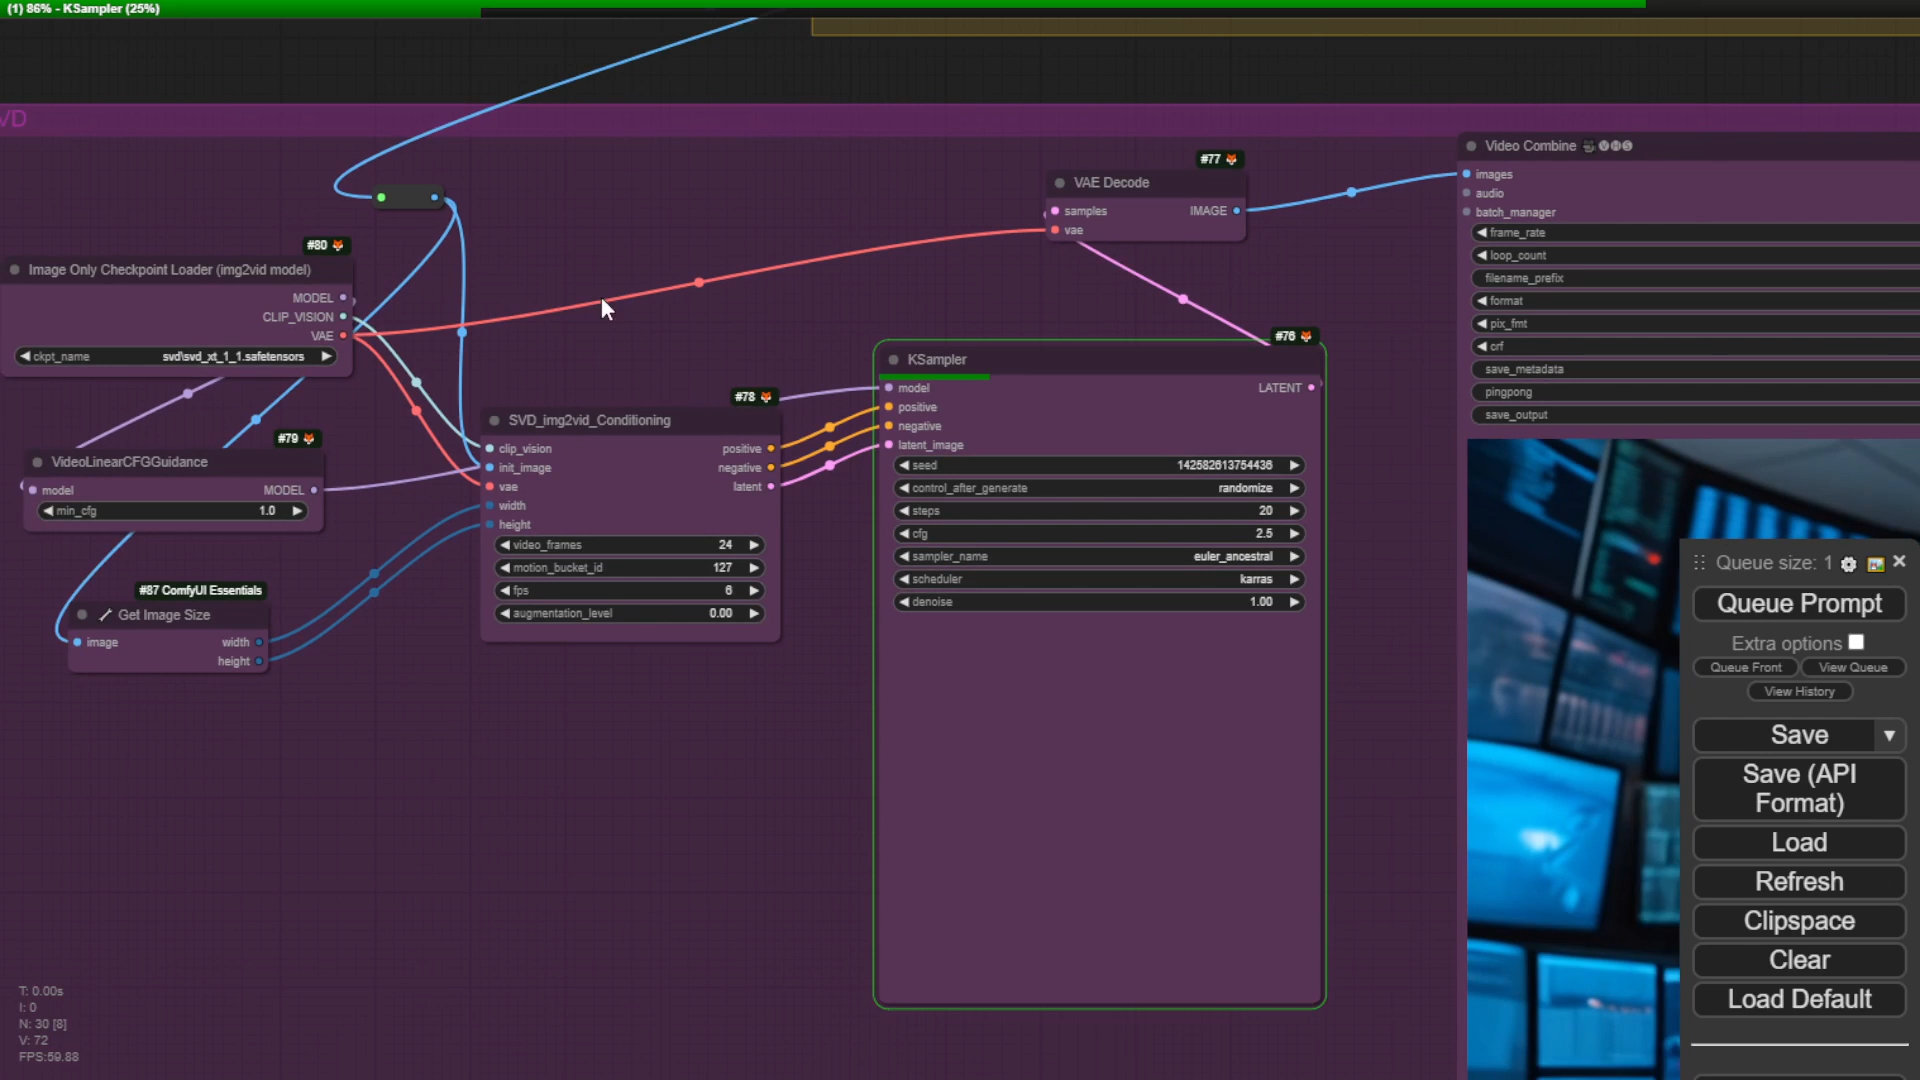 (1) 86% - KSampler (25%)
VD
#80
Image Only Checkpoint Loader (img2vid model)
MODEL
CLIP_VISION
VAE
ckpt_name svd\svd_xt_1_1.safetensors
#79
VideoLinearCFGGuidance
model MODEL
min_cfg 1.0
#87 ComfyUI Essentials
Get Image Size
image width
height
#78
SVD_img2vid_Conditioning
clip_vision positive
init_image negative
vae latent
width
height
video_frames 24
motion_bucket_id 127
fps 6
augmentation_level 0.00
#77
VAE Decode
samples IMAGE
vae
#76
KSampler
model LATENT
positive
negative
latent_image
seed 142582613754436
control_after_generate randomize
steps 20
cfg 2.5
sampler_name euler_ancestral
scheduler karras
denoise 1.00
Video Combine 🎥🅥🅗🅢
images
audio
batch_manager
frame_rate
loop_count
filename_prefix
format
pix_fmt
crf
save_metadata
pingpong
save_output
Queue size: 1
Queue Prompt
Extra options
Queue Front View Queue
View History
Save
Save (API
Format)
Load
Refresh
Clipspace
Clear
Load Default
T: 0.00s
I: 0
N: 30 [8]
V: 72
FPS:59.88